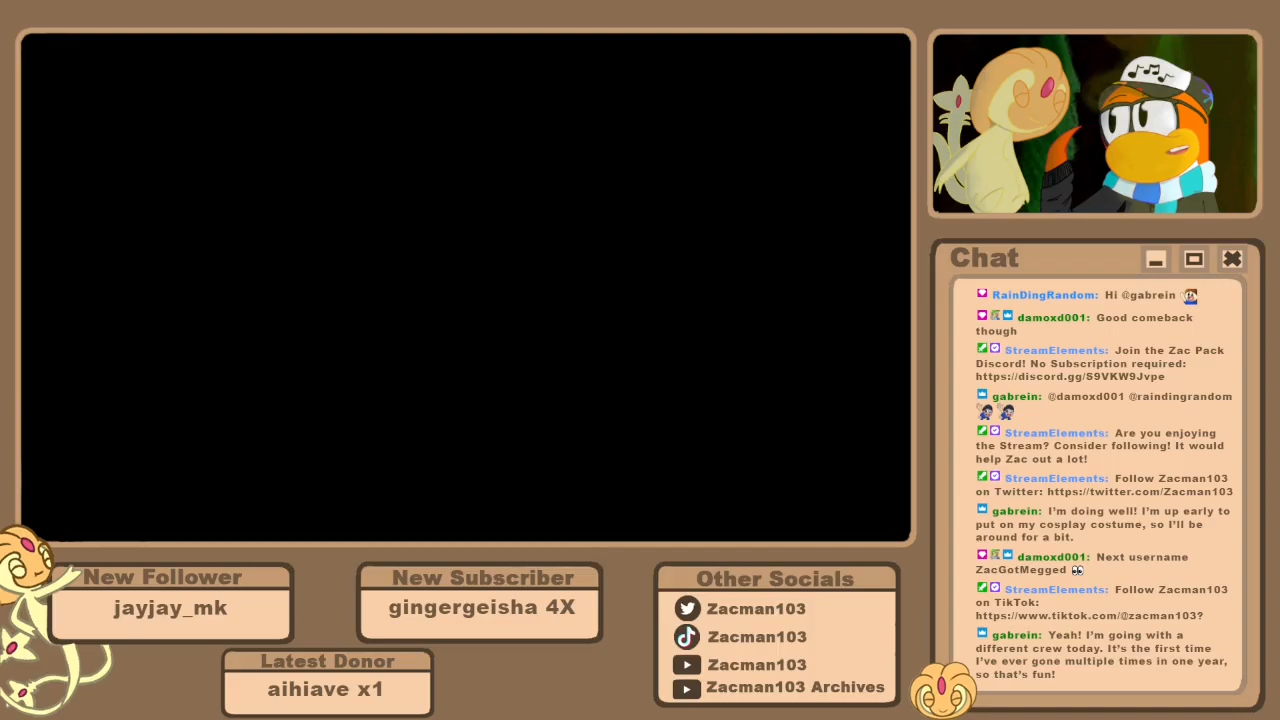 Chat
RainDingRandom: Hi @gabrein
damoxd001: Good comeback
though
StreamElements: Join the Zac Pack
Discord! No Subscription required:
https://discord.gg/S9VKW9Jvpe
gabrein: @damoxd001 @raindingrandom
StreamElements: Are you enjoying
the Stream? Consider following! It would
help Zac out a lot!
StreamElements: Follow Zacman103
on Twitter: https://twitter.com/Zacman103
gabrein: I'm doing well! I'm up early to
put on my cosplay costume, so I'll be
around for a bit.
damoxd001: Next username
ZacGotMegged 👀
StreamElements: Follow Zacman103
on TikTok:
https://www.tiktok.com/@zacman103?
gabrein: Yeah! I'm going with a
different crew today. It's the first time
I've ever gone multiple times in one year,
so that's fun!
New Follower
jayjay_mk
New Subscriber
gingergeisha 4X
Latest Donor
aihiave x1
Other Socials
Zacman103
Zacman103
Zacman103
Zacman103 Archives